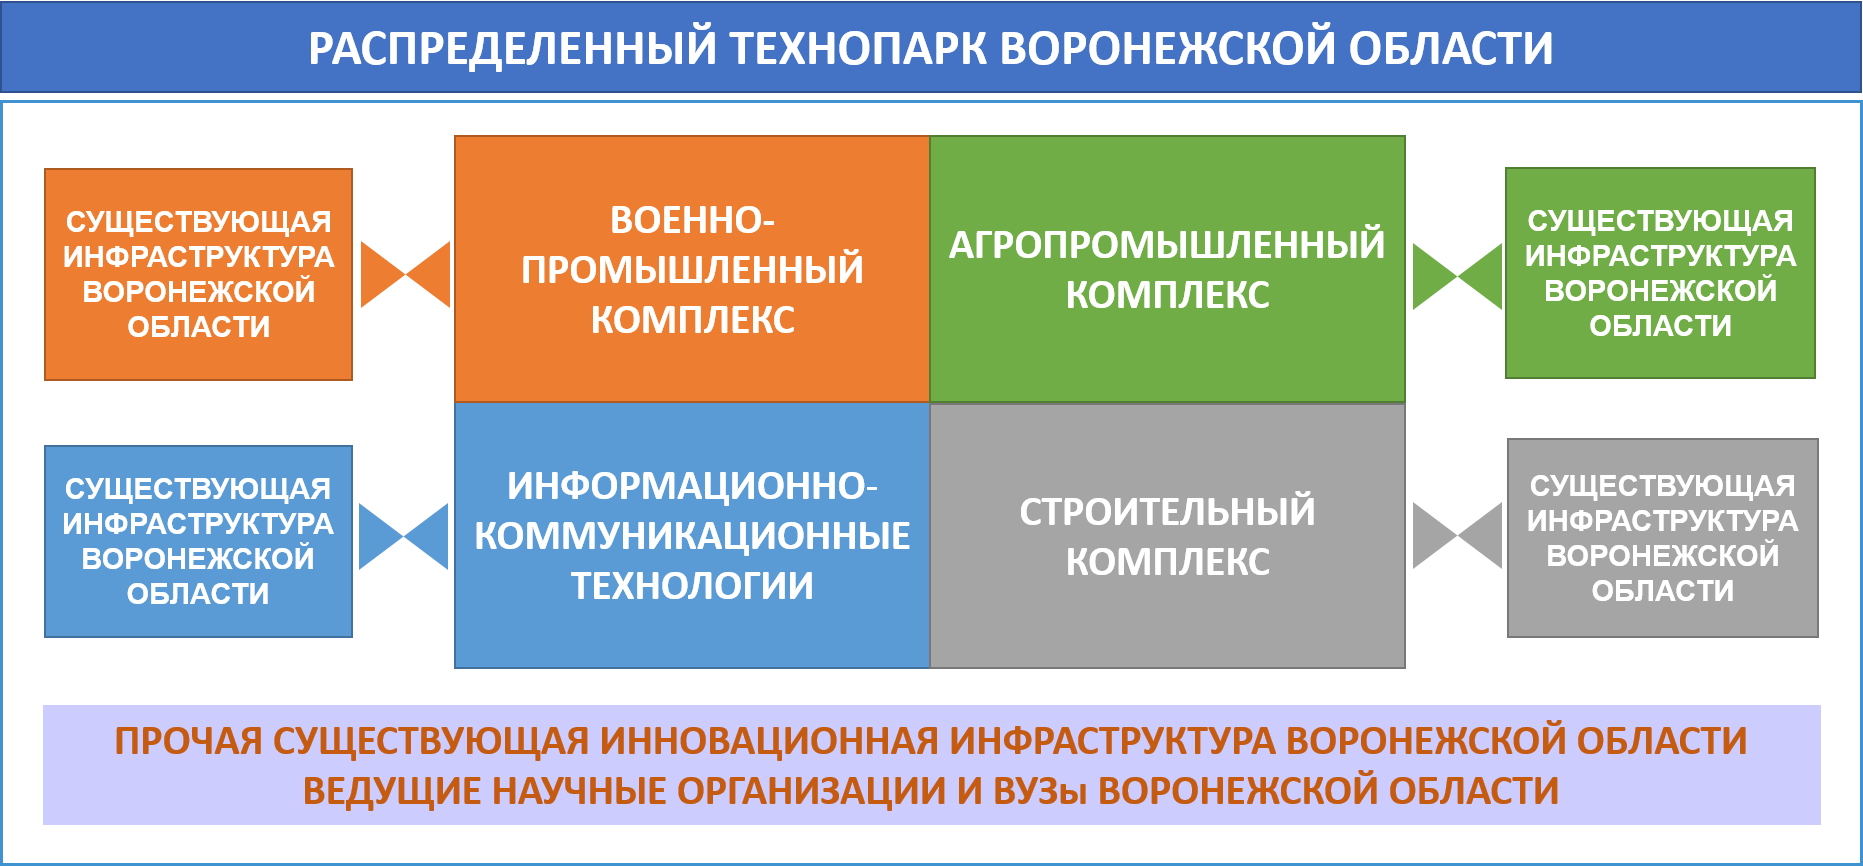 РАСПРЕДЕЛЕННЫЙ ТЕХНОПАРК ВОРОНЕЖСКОЙ ОБЛАСТИ
СУЩЕСТВУЮЩАЯ
ИНФРАСТРУКТУРА
ВОРОНЕЖСКОЙ
ОБЛАСТИ
ВОЕННО-
ПРОМЫШЛЕННЫЙ
КОМПЛЕКС
АГРОПРОМЫШЛЕННЫЙ
КОМПЛЕКС
СУЩЕСТВУЮЩАЯ
ИНФРАСТРУКТУРА
ВОРОНЕЖСКОЙ
ОБЛАСТИ
СУЩЕСТВУЮЩАЯ
ИНФРАСТРУКТУРА
ВОРОНЕЖСКОЙ
ОБЛАСТИ
ИНФОРМАЦИОННО-
КОММУНИКАЦИОННЫЕ
ТЕХНОЛОГИИ
СТРОИТЕЛЬНЫЙ
КОМПЛЕКС
СУЩЕСТВУЮЩАЯ
ИНФРАСТРУКТУРА
ВОРОНЕЖСКОЙ
ОБЛАСТИ
ПРОЧАЯ СУЩЕСТВУЮЩАЯ ИННОВАЦИОННАЯ ИНФРАСТРУКТУРА ВОРОНЕЖСКОЙ ОБЛАСТИ
ВЕДУЩИЕ НАУЧНЫЕ ОРГАНИЗАЦИИ И ВУЗы ВОРОНЕЖСКОЙ ОБЛАСТИ